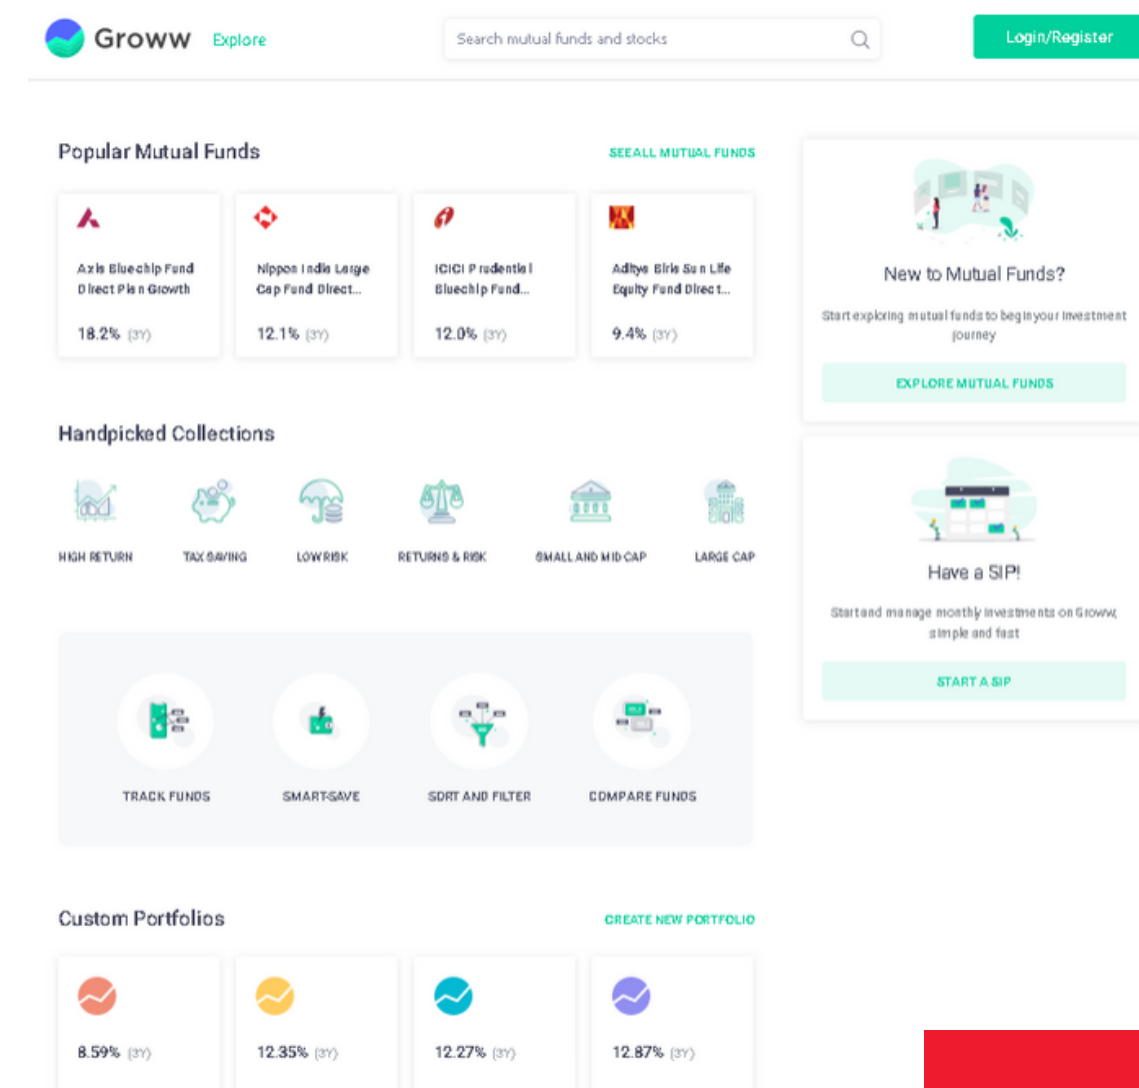 Groww
Explore
Search mutual funds and stocks
Login/Register
Popular Mutual Funds
SEE ALL MUTUAL FUNDS
Axis Bluechip Fund
Direct Plan Growth
18.2% (3Y)
Nippon India Large
Cap Fund Direct...
12.1% (3Y)
ICICI Prudential
Bluechip Fund...
12.0% (3Y)
Aditya Birla Sun Life
Equity Fund Direct...
9.4% (3Y)
New to Mutual Funds?
Start exploring mutual funds to begin your investment
journey
EXPLORE MUTUAL FUNDS
Handpicked Collections
HIGH RETURN
TAX SAVING
LOW RISK
RETURNS & RISK
SMALL AND MID CAP
LARGE CAP
Have a SIP!
Start and manage monthly investments on Groww,
simple and fast
START A SIP
TRACK FUNDS
SMART-SAVE
SORT AND FILTER
COMPARE FUNDS
Custom Portfolios
CREATE NEW PORTFOLIO
8.59% (3Y)
12.35% (3Y)
12.27% (3Y)
12.87% (3Y)